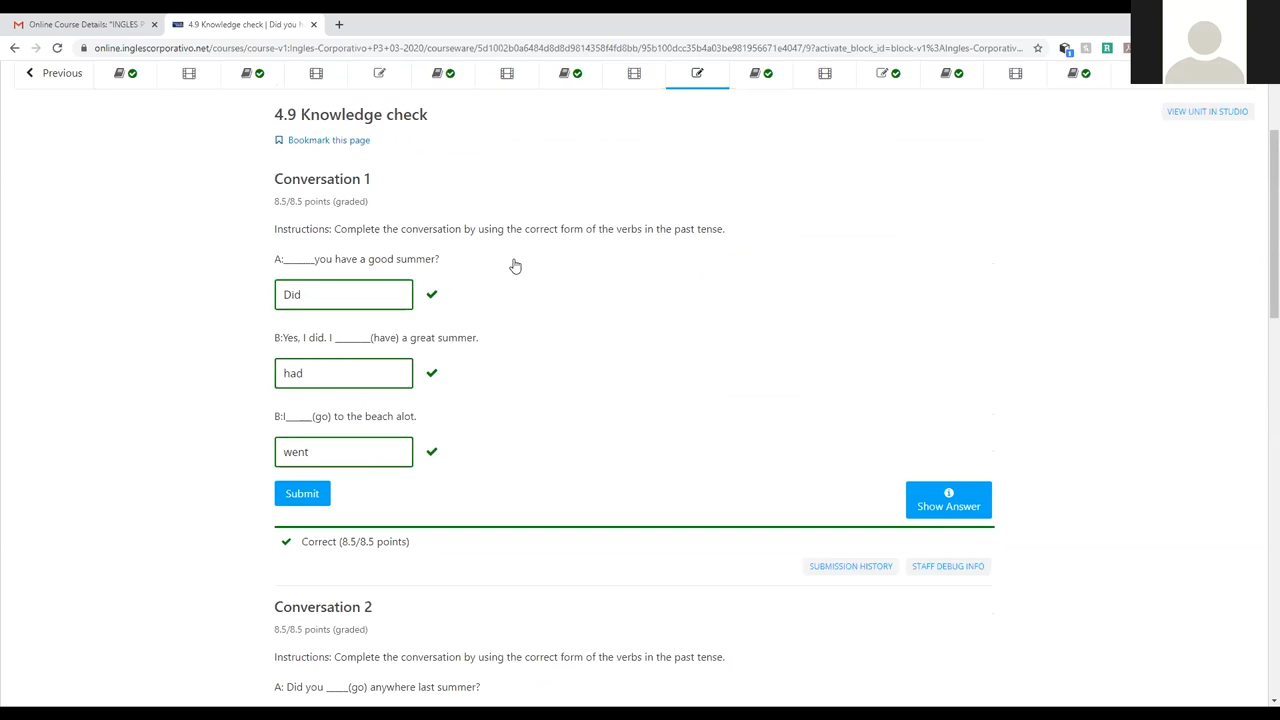 Online Course Details: "INGLES P
4.9 Knowledge check | Did you h
online.inglescorporativo.net/courses/course-v1:Ingles-Corporativo+P3+03-2020/courseware/5d1002b0a6484d8d8d9814358f4fd8bb/95b100dcc35b4a03be981956671e4047/9?activate_block_id=block-v1%3AIngles-Corporativ...
Previous
VIEW UNIT IN STUDIO
4.9 Knowledge check
Bookmark this page
Conversation 1
8.5/8.5 points (graded)
Instructions: Complete the conversation by using the correct form of the verbs in the past tense.
A:______you have a good summer?
Did
B:Yes, I did. I _______(have) a great summer.
had
B:I_____(go) to the beach alot.
went
Submit
Show Answer
Correct (8.5/8.5 points)
SUBMISSION HISTORY
STAFF DEBUG INFO
Conversation 2
8.5/8.5 points (graded)
Instructions: Complete the conversation by using the correct form of the verbs in the past tense.
A: Did you ____(go) anywhere last summer?